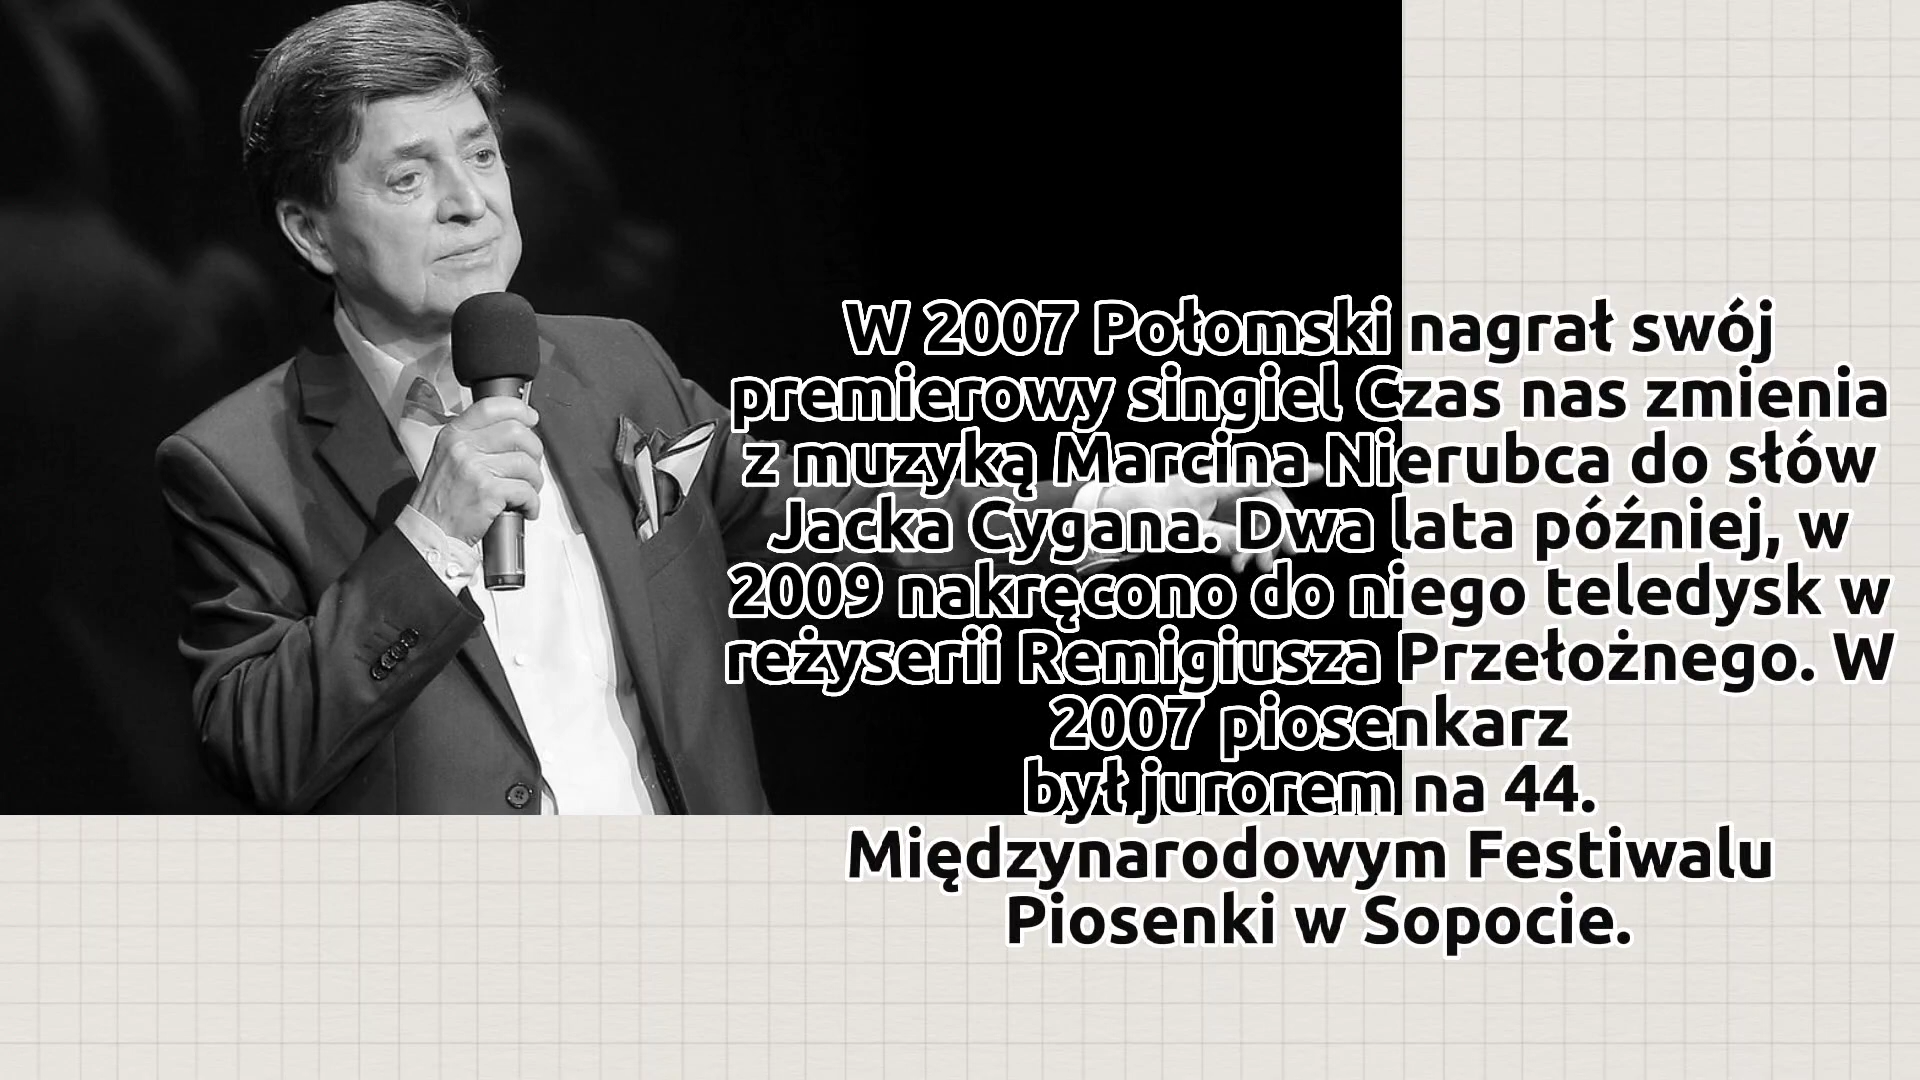 W 2007 Połomski nagrał swój
premierowy singiel Czas nas zmienia
z muzyką Marcina Nierubca do słów
Jacka Cygana. Dwa lata później, w
2009 nakręcono do niego teledysk w
reżyserii Remigiusza Przełożnego. W
2007 piosenkarz
był jurorem na 44.
Międzynarodowym Festiwalu
Piosenki w Sopocie.